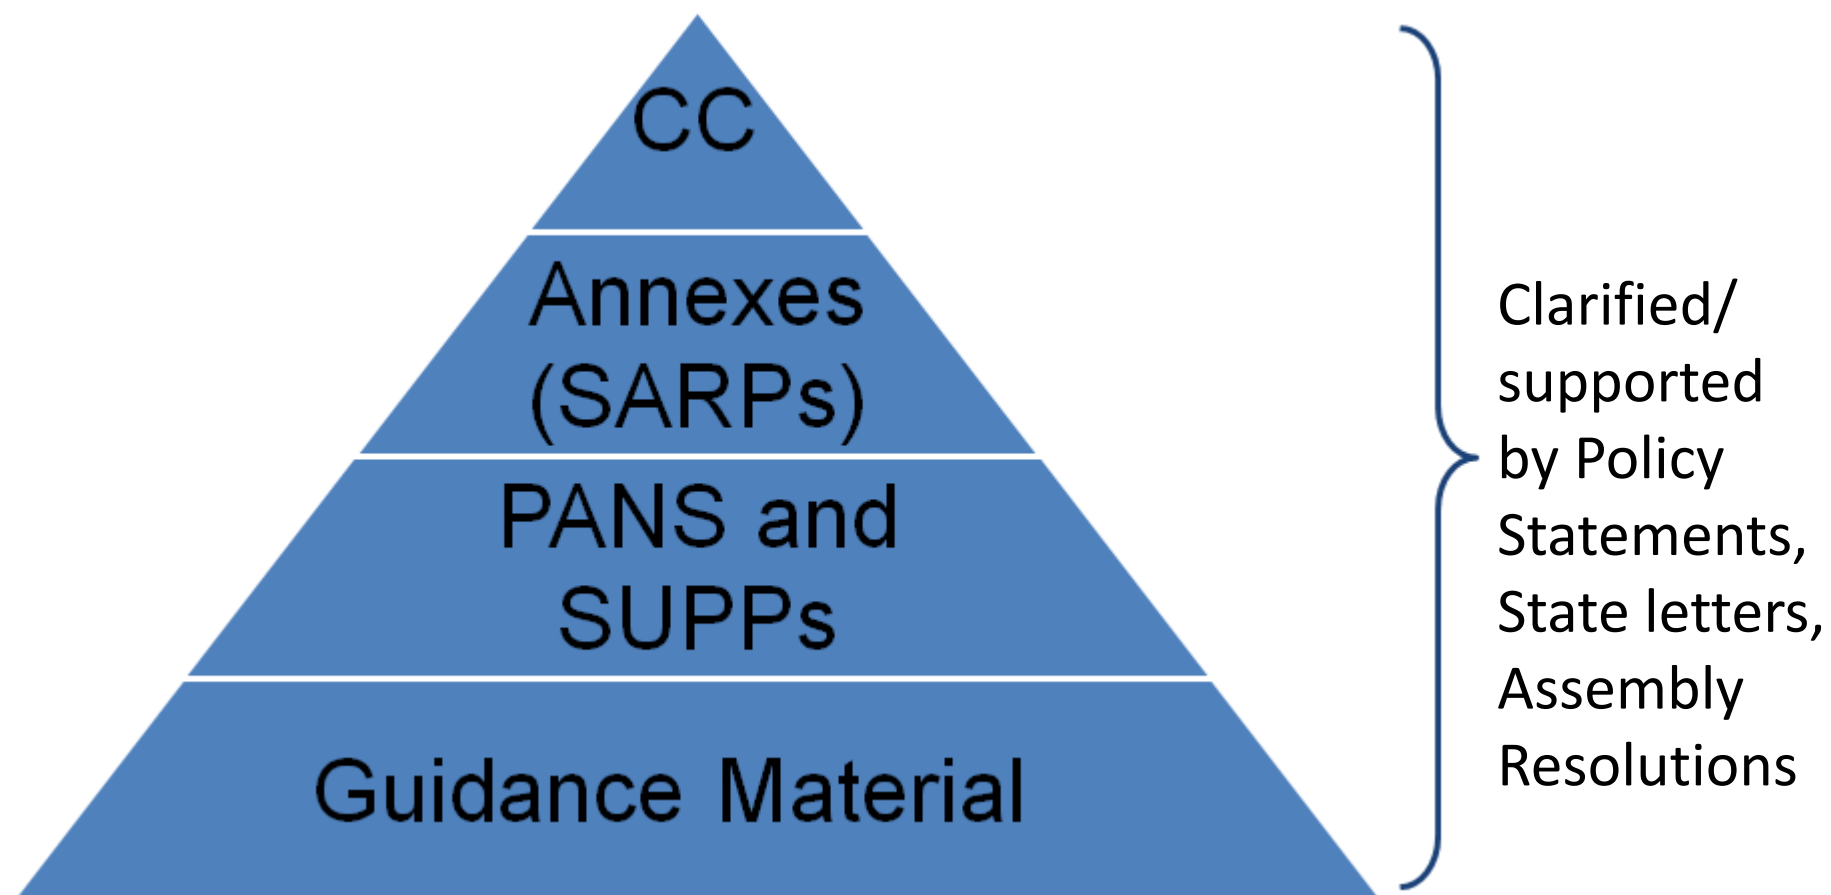 CC
Annexes
(SARPs)
PANS and
SUPPs
Guidance Material
Clarified/
supported
by Policy
Statements,
State letters,
Assembly
Resolutions